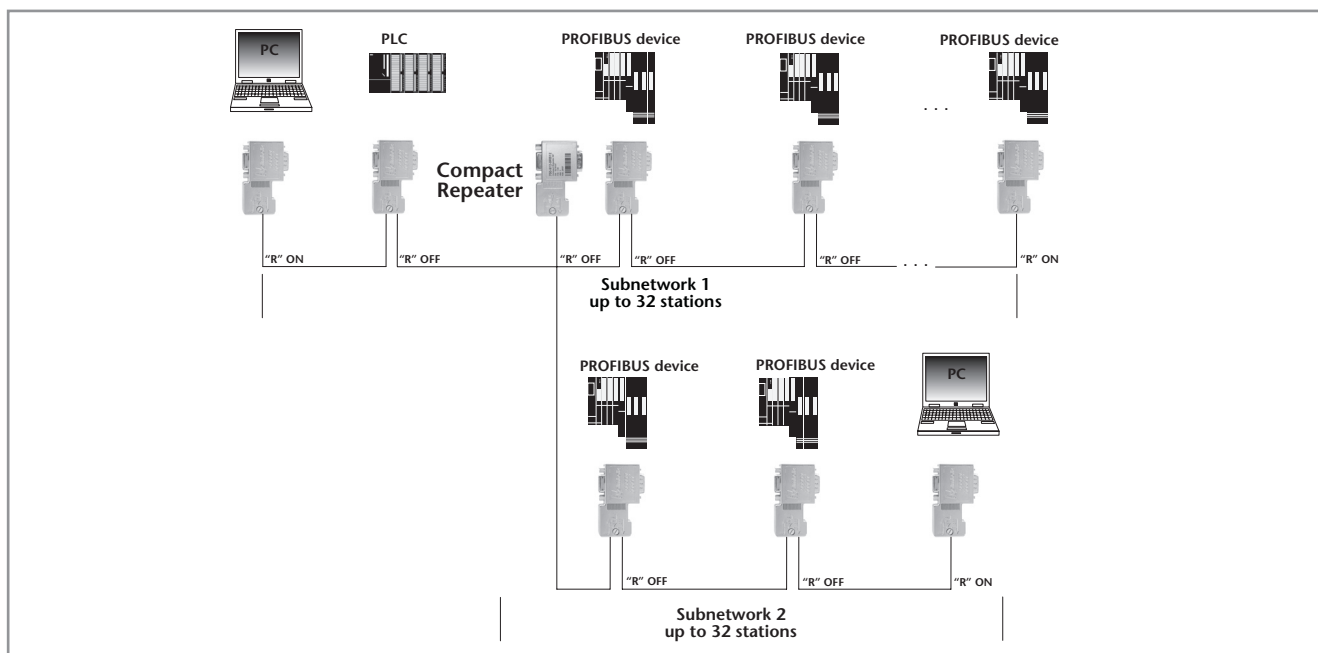 PC
PLC
PROFIBUS device
PROFIBUS device
PROFIBUS device
. . .
Compact
Repeater
“R” ON
“R” OFF
“R” OFF
“R” OFF
“R” OFF
. . .
“R” ON
Subnetwork 1
up to 32 stations
PROFIBUS device
PROFIBUS device
PC
“R” OFF
“R” OFF
“R” ON
Subnetwork 2
up to 32 stations